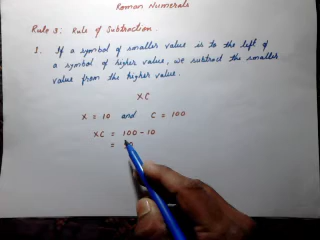 Roman Numerals
Rule 3: Rule of Subtraction.
1. If a symbol of smaller value is to the left of
a symbol of higher value, we subtract the smaller
value from the higher value.
XC
X = 10 and C = 100
XC = 100 - 10
=